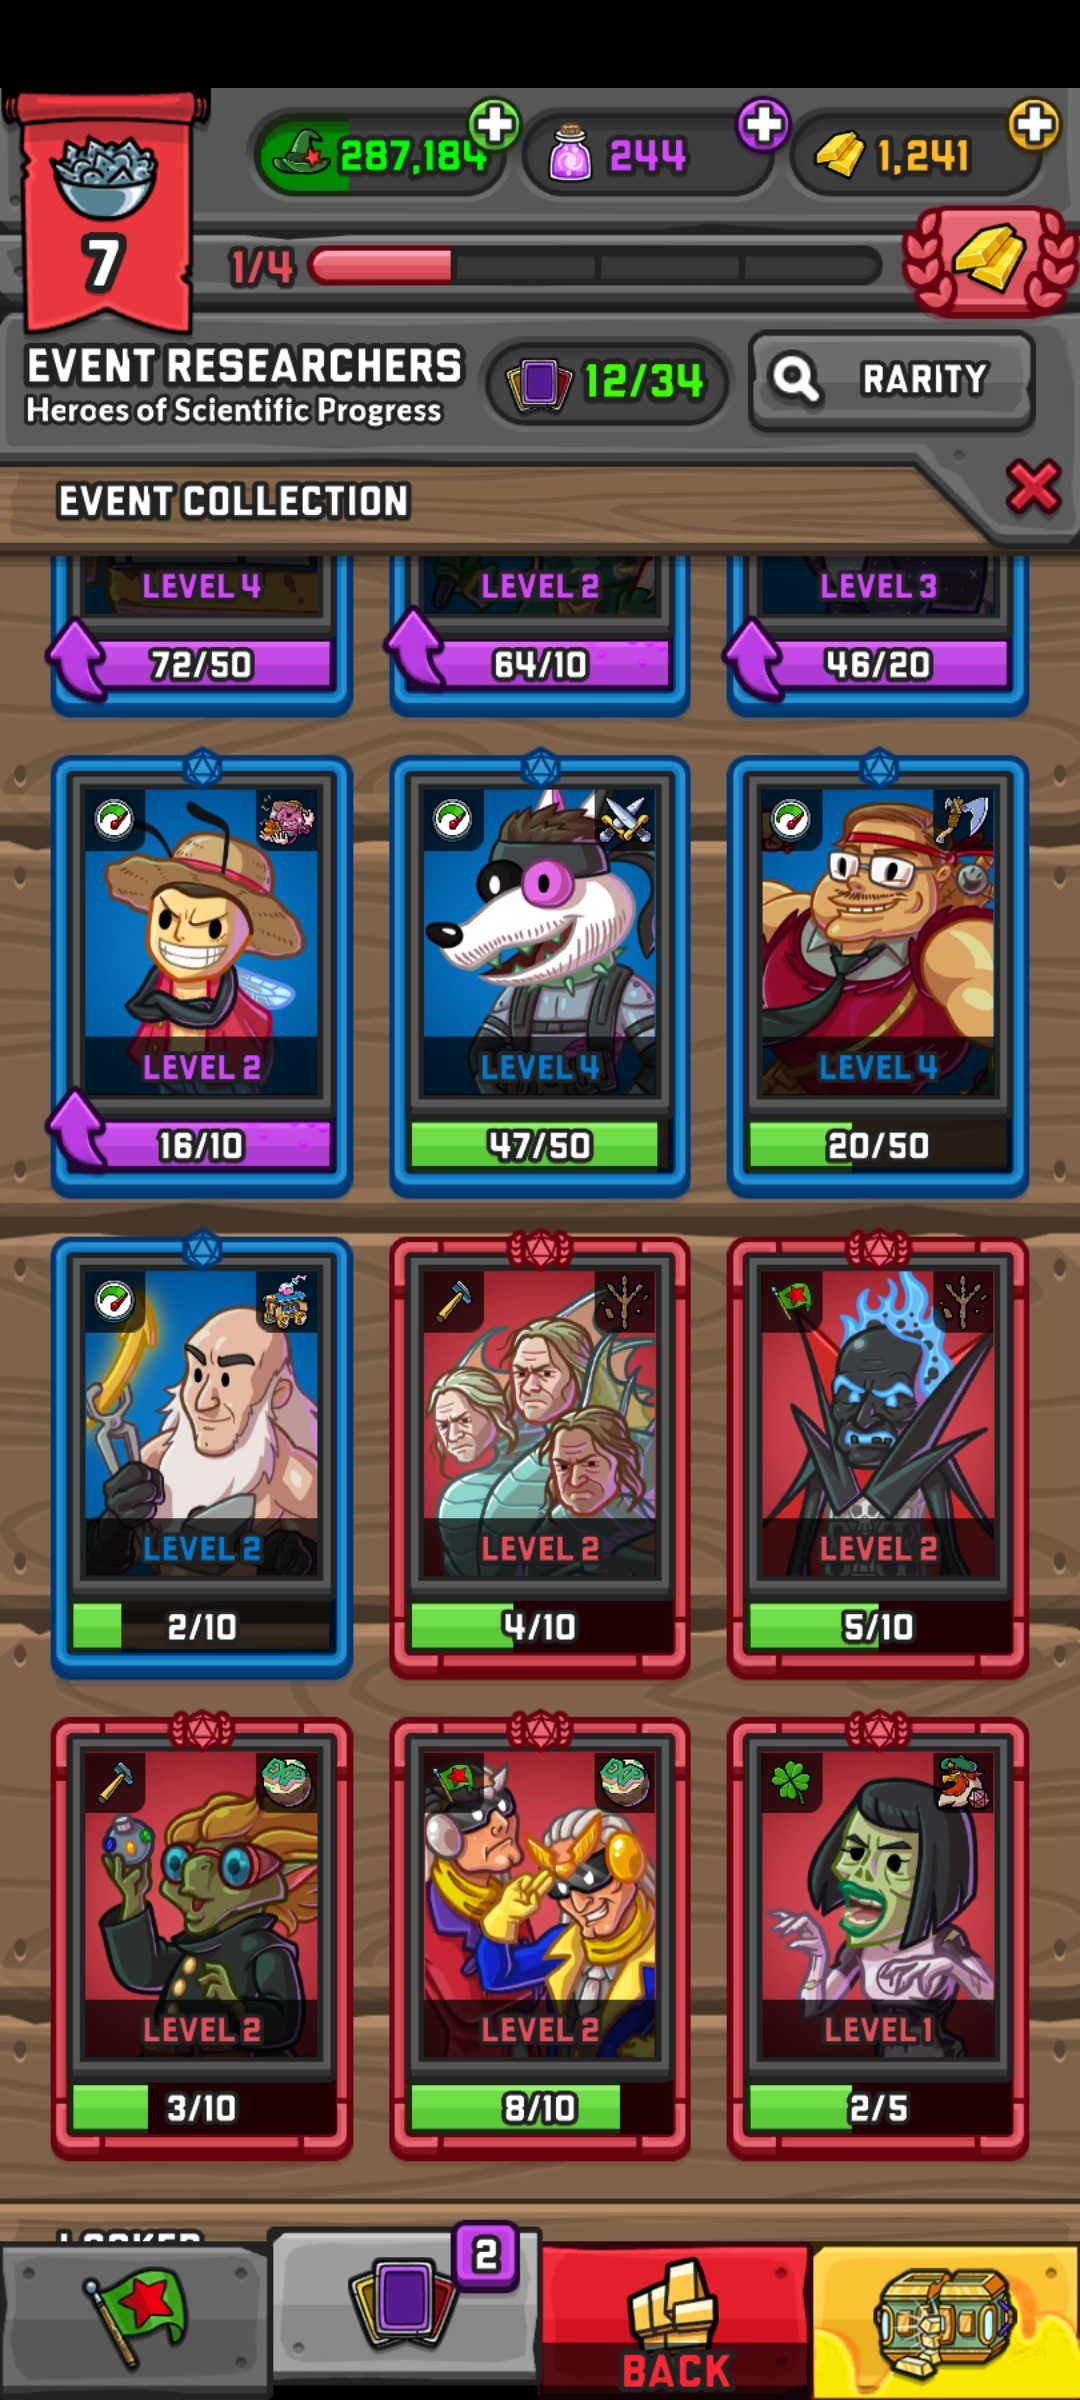 287,184
244
1,241
7
1/4
EVENT RESEARCHERS
Heroes of Scientific Progress
12/34
RARITY
EVENT COLLECTION
LEVEL 4
LEVEL 2
LEVEL 3
72/50
64/10
46/20
LEVEL 2
LEVEL 4
LEVEL 4
16/10
47/50
20/50
LEVEL 2
LEVEL 2
LEVEL 2
2/10
4/10
5/10
LEVEL 2
LEVEL 2
LEVEL 1
3/10
8/10
2/5
2
BACK